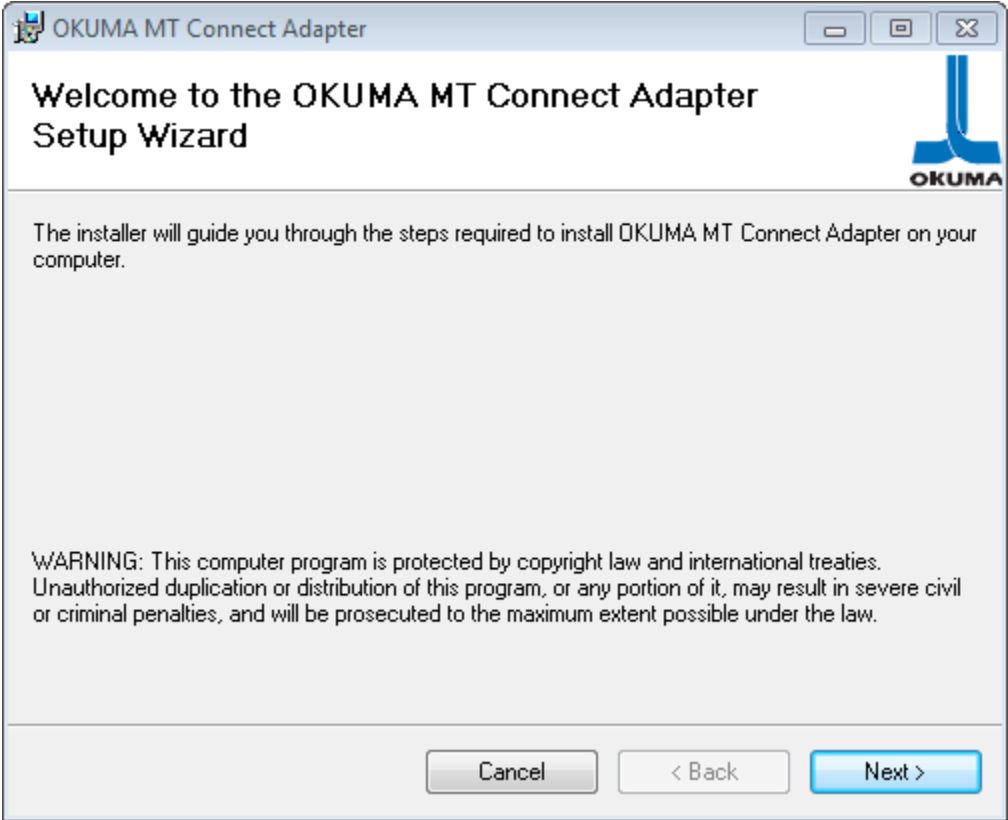 OKUMA MT Connect Adapter
Welcome to the OKUMA MT Connect Adapter
Setup Wizard
OKUMA
The installer will guide you through the steps required to install OKUMA MT Connect Adapter on your
computer.
WARNING: This computer program is protected by copyright law and international treaties.
Unauthorized duplication or distribution of this program, or any portion of it, may result in severe civil
or criminal penalties, and will be prosecuted to the maximum extent possible under the law.
Cancel
< Back
Next >